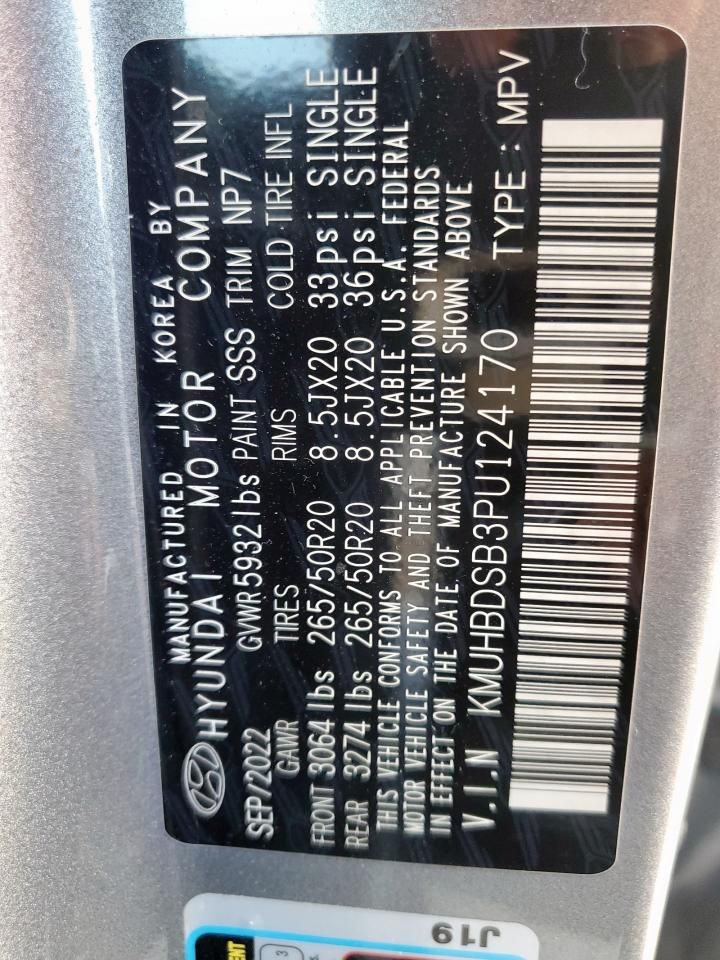 MANUFACTURED IN KOREA BY
HYUNDAI MOTOR COMPANY
SEP/2022 GVWR5932 lbs PAINT SSS TRIM NP7
GAWR TIRES RIMS COLD TIRE INFL
FRONT 3064 lbs 265/50R20 8.5JX20 33psi SINGLE
REAR 3274 lbs 265/50R20 8.5JX20 36psi SINGLE
THIS VEHICLE CONFORMS TO ALL APPLICABLE U.S.A. FEDERAL
MOTOR VEHICLE SAFETY AND THEFT PREVENTION STANDARDS
IN EFFECT ON THE DATE OF MANUFACTURE SHOWN ABOVE
V.I.N KMUHBDSB3PU124170 TYPE : MPV
J19
3